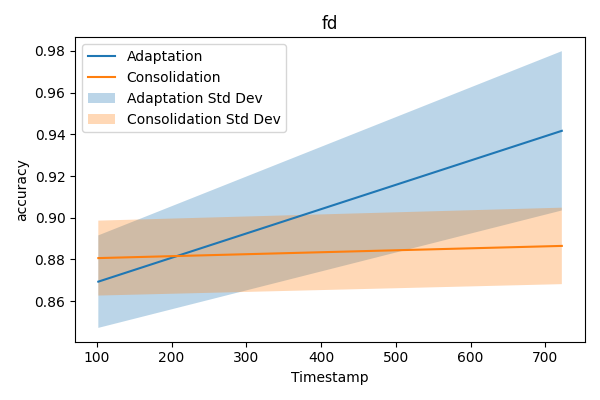 fd
0.98
0.96
0.94
0.92
0.90
0.88
0.86
accuracy
Adaptation
Consolidation
Adaptation Std Dev
Consolidation Std Dev
100 200 300 400 500 600 700
Timestamp